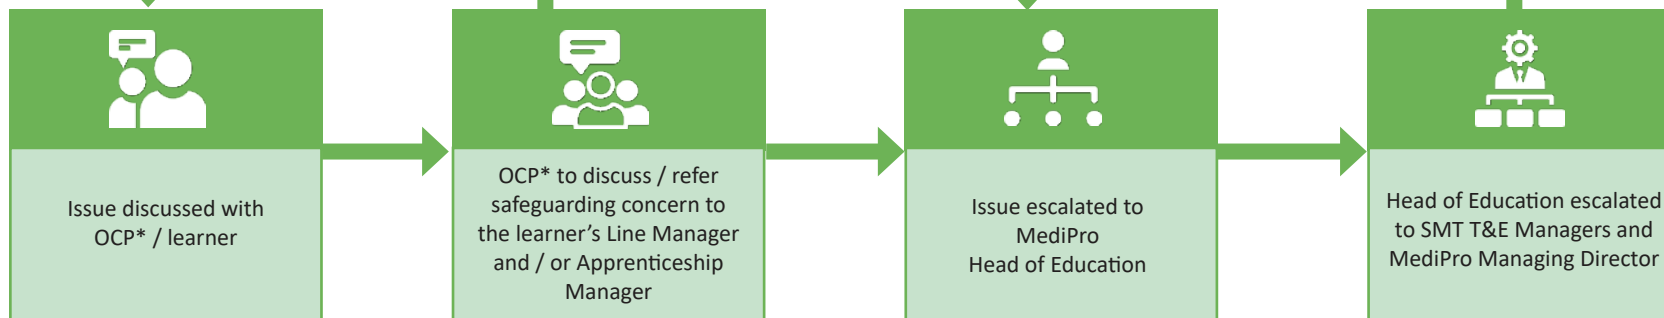 Issue discussed with
OCP* / learner
OCP* to discuss / refer
safeguarding concern to
the learner’s Line Manager
and / or Apprenticeship
Manager
Issue escalated to
MediPro
Head of Education
Head of Education escalated
to SMT T&E Managers and
MediPro Managing Director